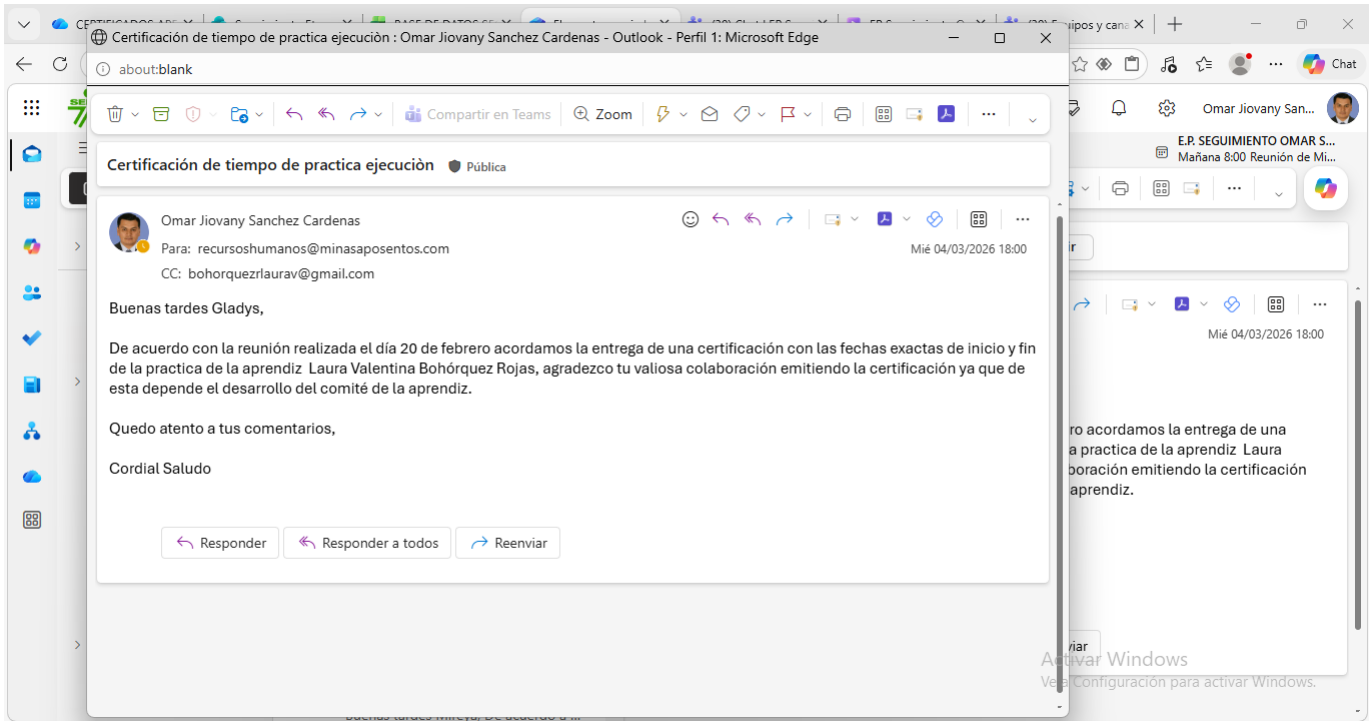 Certificación de tiempo de practica ejecuciòn : Omar Jiovany Sanchez Cardenas - Outlook - Perfil 1: Microsoft Edge
about:blank
Chat
Compartir en Teams
Zoom
Omar Jiovany San...
E.P. SEGUIMIENTO OMAR S...
Mañana 8:00 Reunión de Mi...
Certificación de tiempo de practica ejecuciòn
Pública
Omar Jiovany Sanchez Cardenas
Para: recursoshumanos@minasaposentos.com
Mié 04/03/2026 18:00
CC: bohorquezrlaurav@gmail.com
Buenas tardes Gladys,
De acuerdo con la reunión realizada el día 20 de febrero acordamos la entrega de una certificación con las fechas exactas de inicio y fin
de la practica de la aprendiz Laura Valentina Bohórquez Rojas, agradezco tu valiosa colaboración emitiendo la certificación ya que de
esta depende el desarrollo del comité de la aprendiz.
Quedo atento a tus comentarios,
Cordial Saludo
Responder
Responder a todos
Reenviar
Mié 04/03/2026 18:00
ro acordamos la entrega de una
a practica de la aprendiz Laura
boración emitiendo la certificación
aprendiz.
Activar Windows
Ve a Configuración para activar Windows.